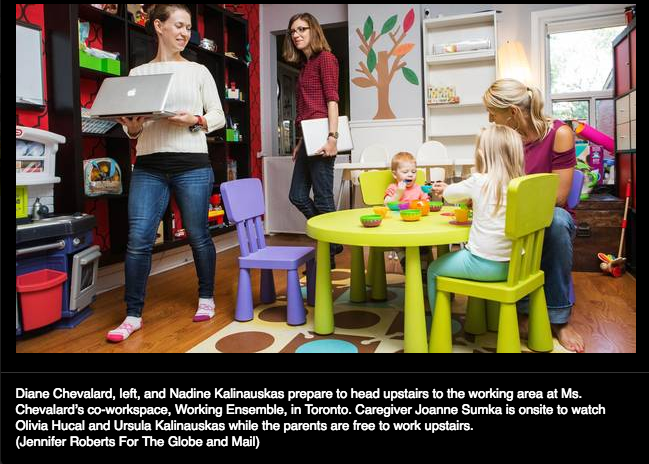 Diane Chevalard, left, and Nadine Kalinauskas prepare to head upstairs to the working area at Ms.
Chevalard's co-workspace, Working Ensemble, in Toronto. Caregiver Joanne Sumka is onsite to watch
Olivia Hucal and Ursula Kalinauskas while the parents are free to work upstairs.
(Jennifer Roberts For The Globe and Mail)